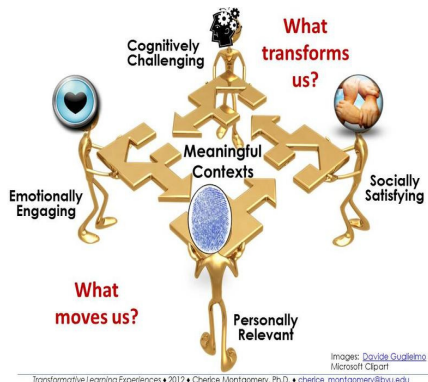 What
transforms
us?
Cognitively
Challenging
Meaningful
Contexts
Emotionally
Engaging
Socially
Satisfying
What
moves us?
Personally
Relevant
Images: Davide Guglielmo
Microsoft Clipart
Transformative Learning Experiences • 2012 • Cherice Montgomery, Ph.D. • cherice_montgomery@byu.edu